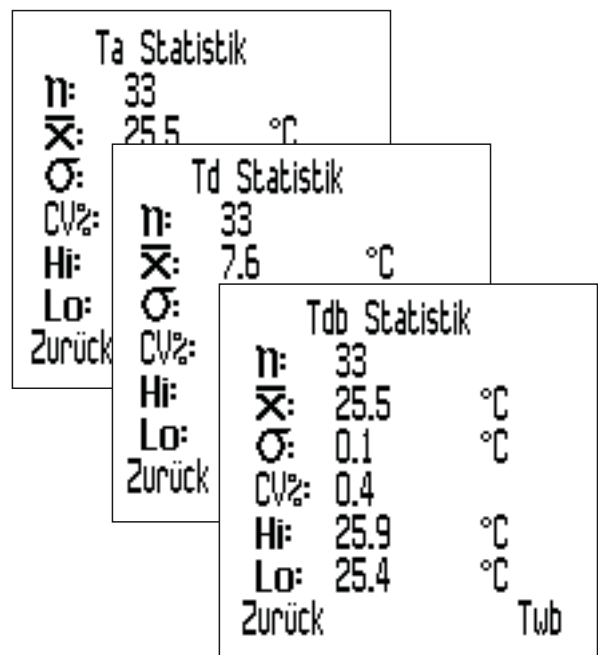 Ta Statistik
n: 33
x̅: 25.5 °C
σ:
CV%:
Hi:
Lo:
Zurück
Td Statistik
n: 33
x̅: 7.6 °C
σ:
CV%:
Hi:
Lo:
Zurück
Tdb Statistik
n: 33
x̅: 25.5 °C
σ: 0.1 °C
CV%: 0.4
Hi: 25.9 °C
Lo: 25.4 °C
Zurück Twb